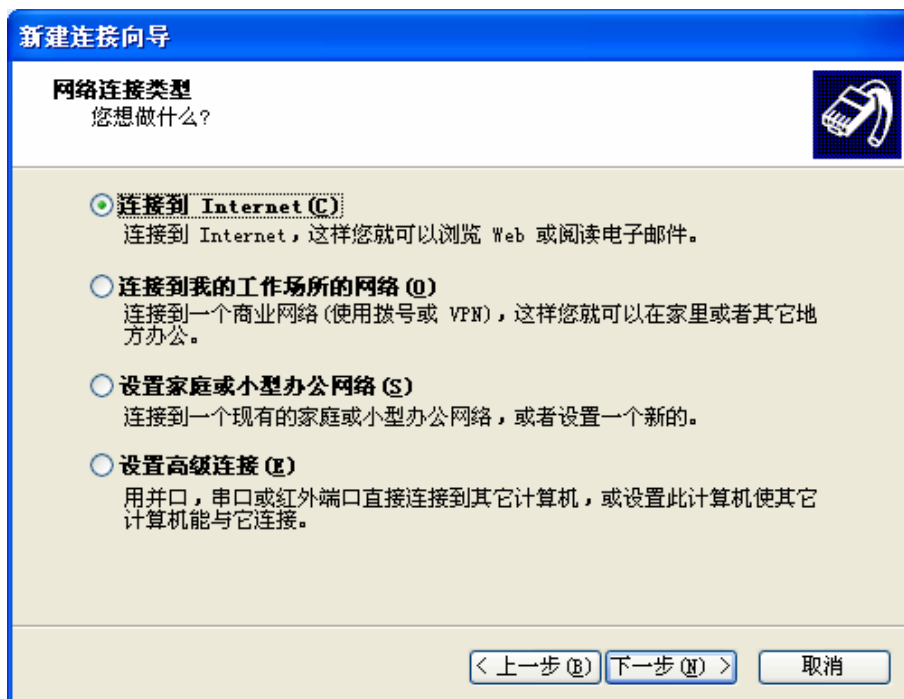 新建连接向导
网络连接类型
您想做什么?
连接到 Internet(C)
连接到 Internet,这样您就可以浏览 Web 或阅读电子邮件。
连接到我的工作场所的网络(O)
连接到一个商业网络(使用拨号或 VPN),这样您就可以在家里或者其它地
方办公。
设置家庭或小型办公网络(S)
连接到一个现有的家庭或小型办公网络,或者设置一个新的。
设置高级连接(E)
用并口,串口或红外端口直接连接到其它计算机,或设置此计算机使其它
计算机能与它连接。
< 上一步(B) 下一步(N) > 取消